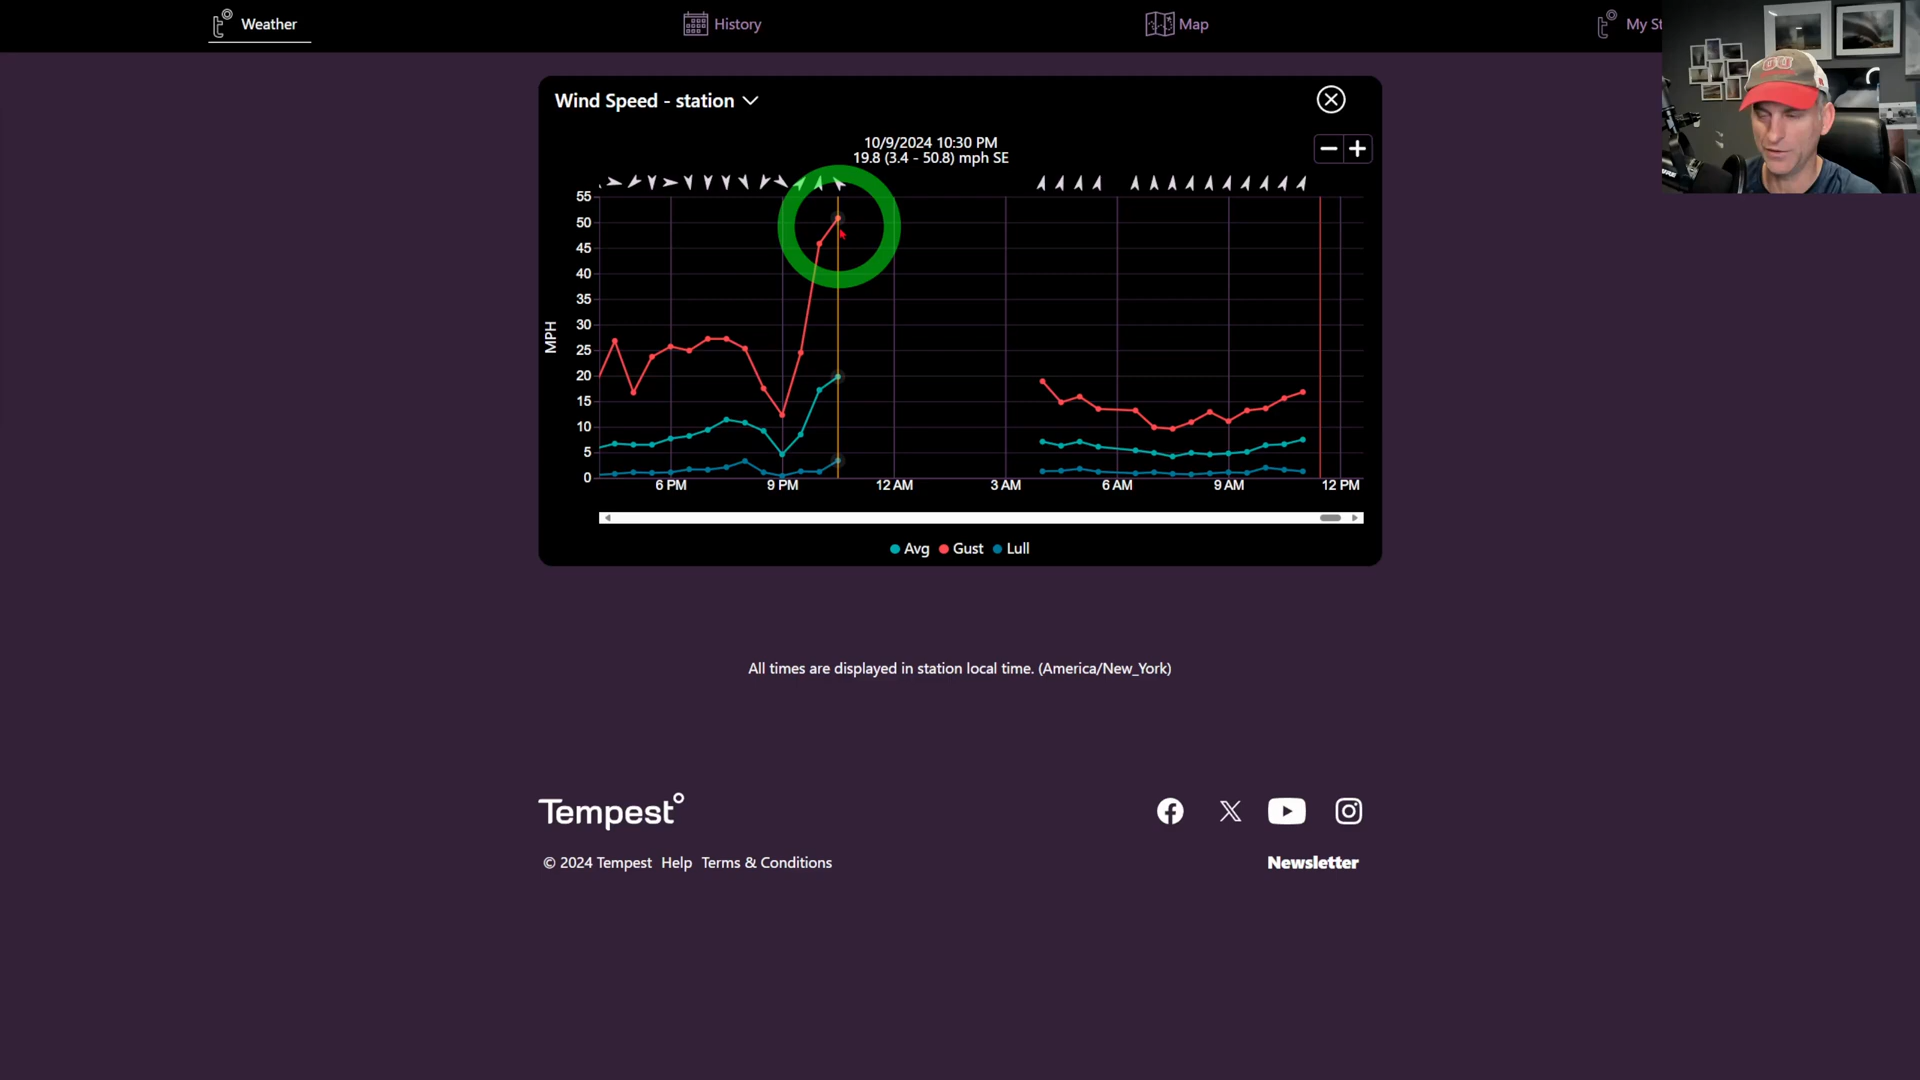 Weather
History
Map
My St
Wind Speed - station
10/9/2024 10:30 PM
19.8 (3.4 - 50.8) mph SE
55
50
45
40
35
30
25
20
15
10
5
0
MPH
6 PM
9 PM
12 AM
3 AM
6 AM
9 AM
12 PM
Avg
Gust
Lull
All times are displayed in station local time. (America/New_York)
Tempest
© 2024 Tempest Help Terms & Conditions
Newsletter
OU